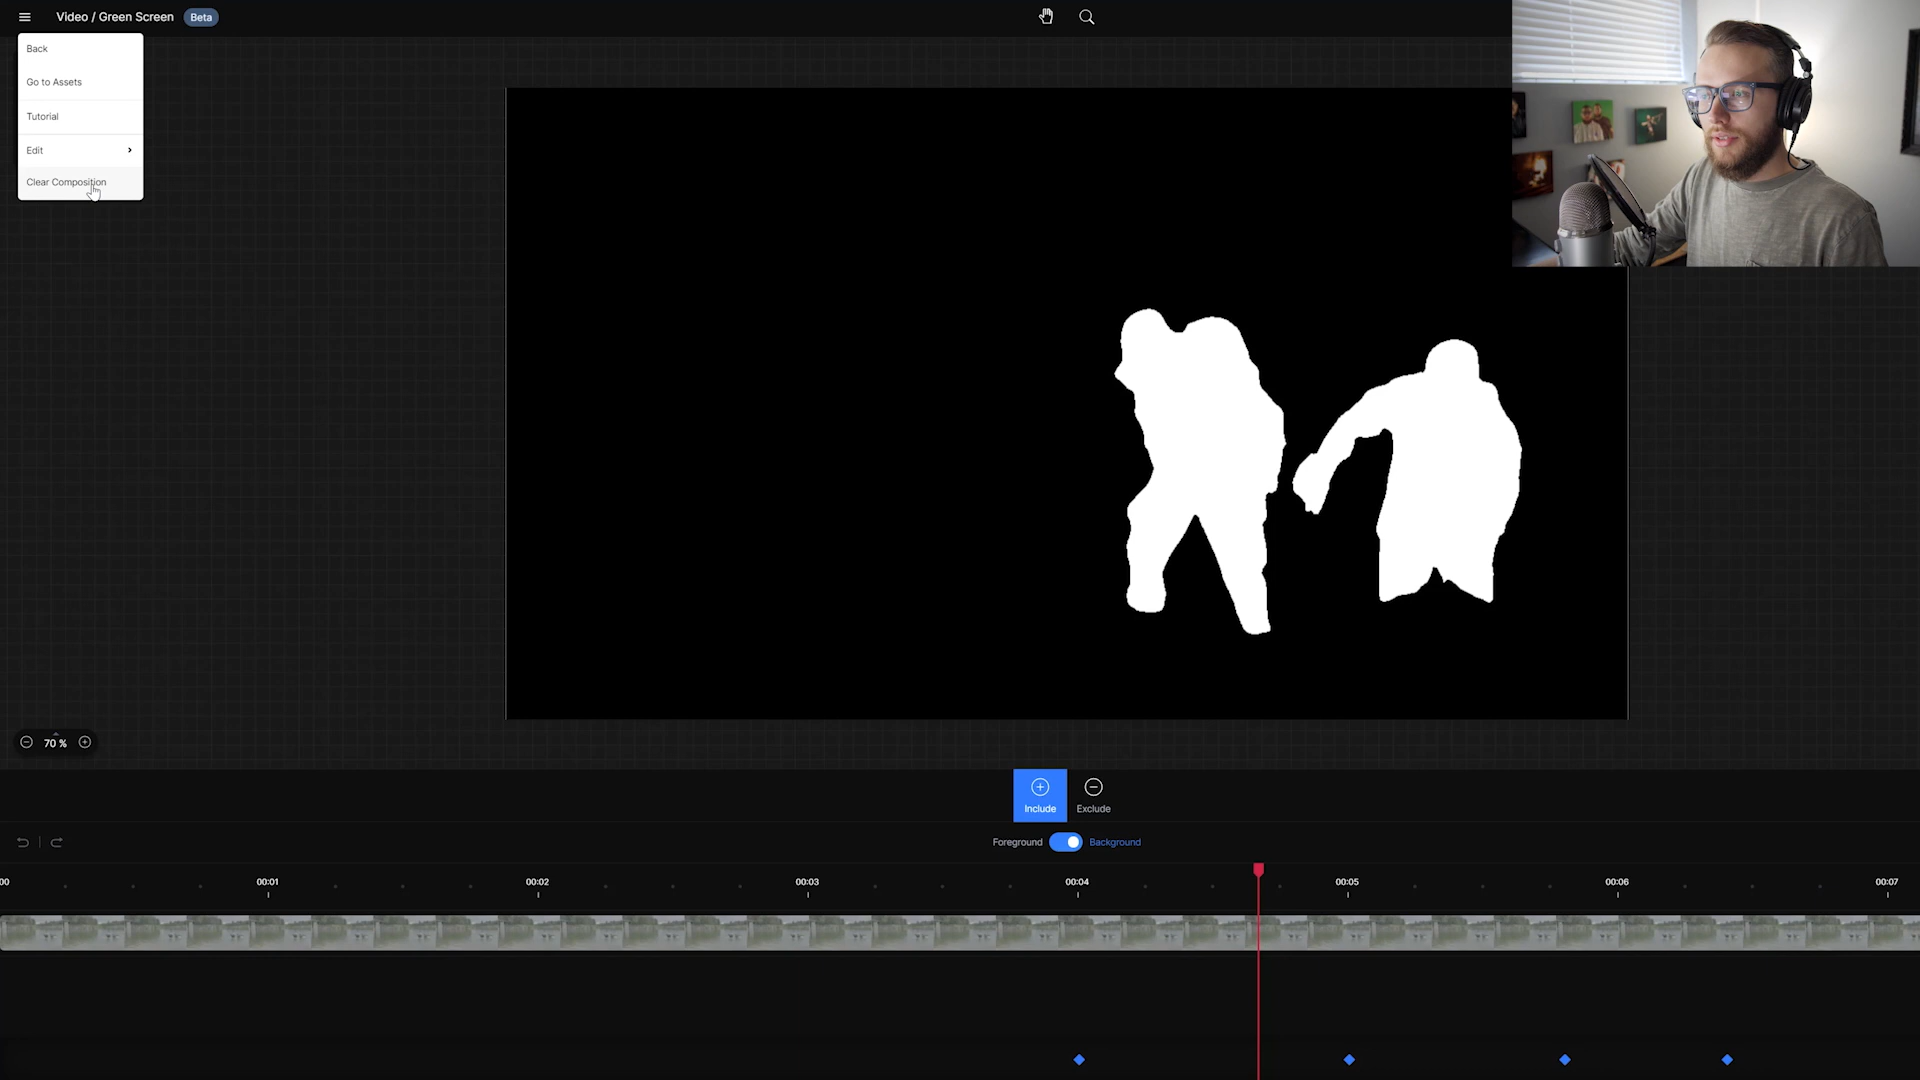 Video / Green Screen Beta
Back
Go to Assets
Tutorial
Edit
Clear Composition
70 %
Include Exclude
Foreground Background
00 00:01 00:02 00:03 00:04 00:05 00:06 00:07